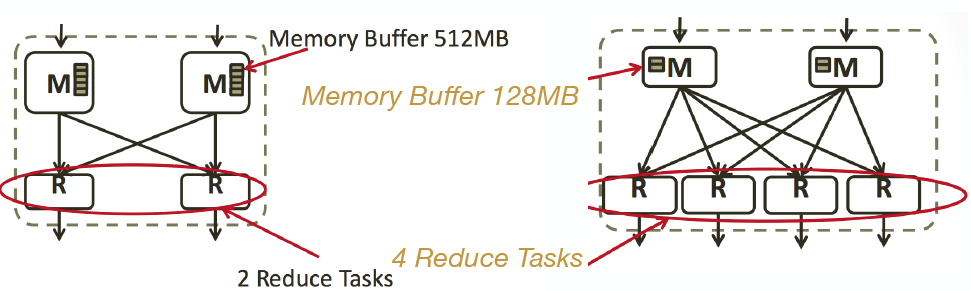 Memory Buffer 512MB
Memory Buffer 128MB
M
M
M
M
R
R
R
R
R
R
4 Reduce Tasks
2 Reduce Tasks